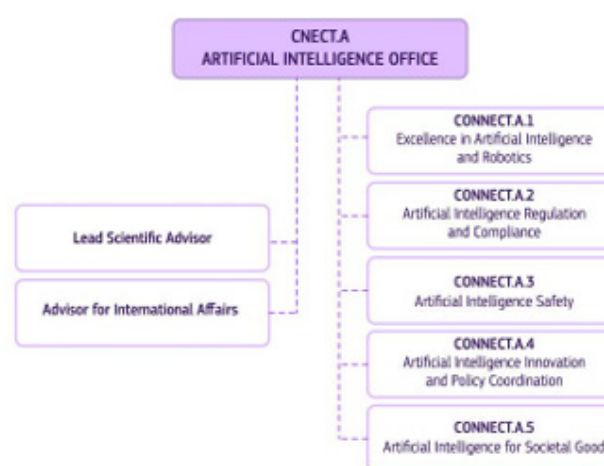 CNECT.A
ARTIFICIAL INTELLIGENCE OFFICE
Lead Scientific Advisor
Advisor for International Affairs
CONNECT.A.1
Excellence in Artificial Intelligence
and Robotics
CONNECT.A.2
Artificial Intelligence Regulation
and Compliance
CONNECT.A.3
Artificial Intelligence Safety
CONNECT.A.4
Artificial Intelligence Innovation
and Policy Coordination
CONNECT.A.5
Artificial Intelligence for Societal Good